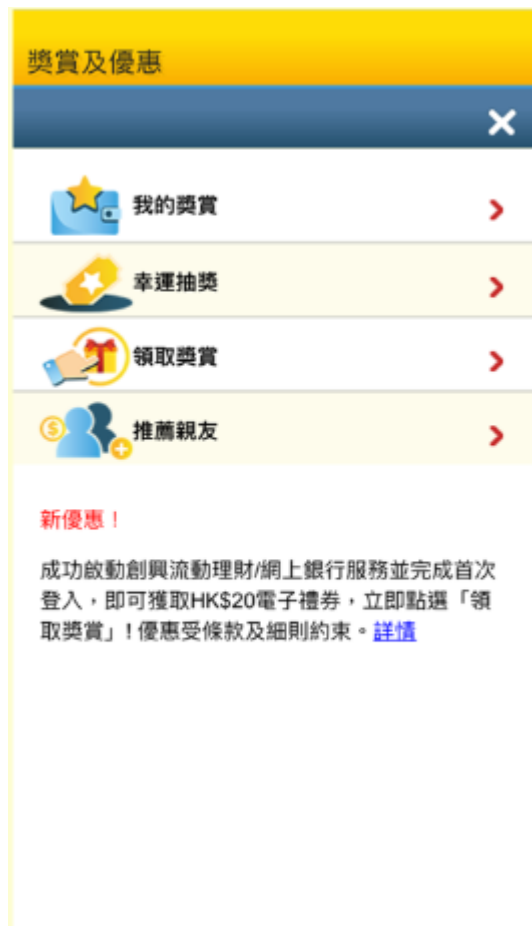 獎賞及優惠
我的獎賞
幸運抽獎
領取獎賞
推薦親友
新優惠！
成功啟動創興流動理財/網上銀行服務並完成首次
登入，即可獲取HK$20電子禮券，立即點選「領
取獎賞」! 優惠受條款及細則約束。詳情